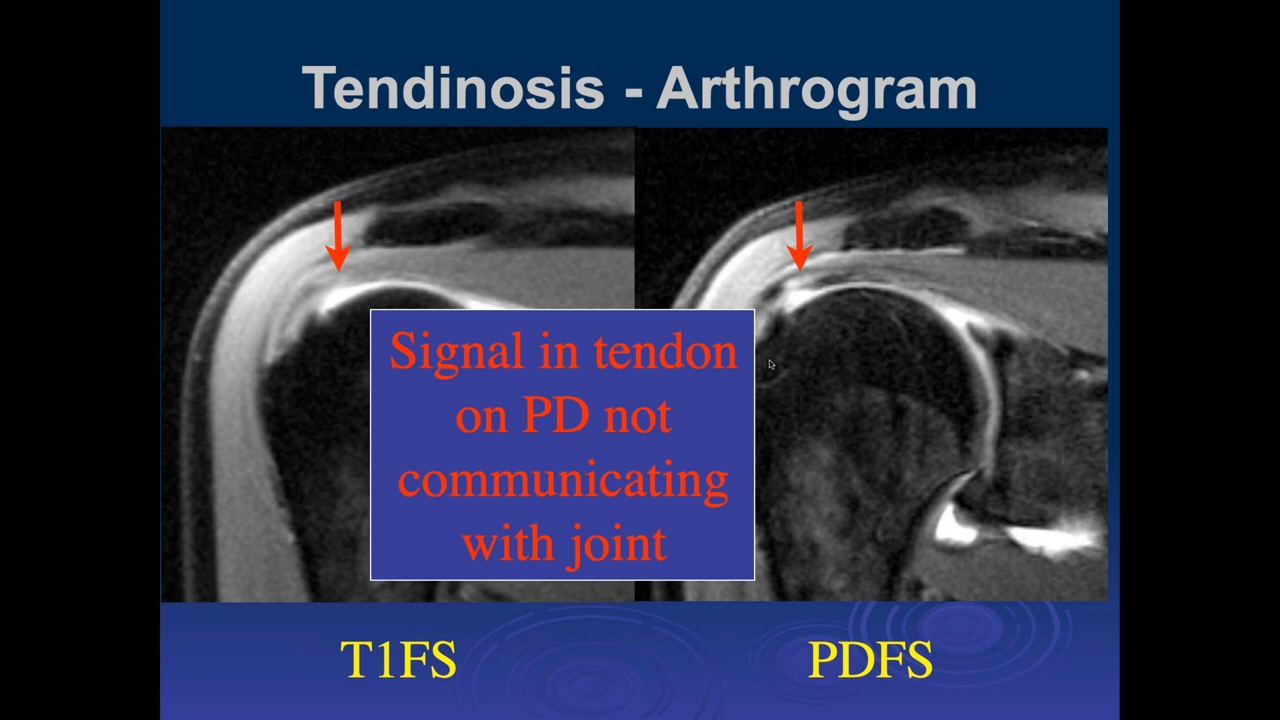 Tendinosis - Arthrogram
Signal in tendon
on PD not
communicating
with joint
T1FS
PDFS